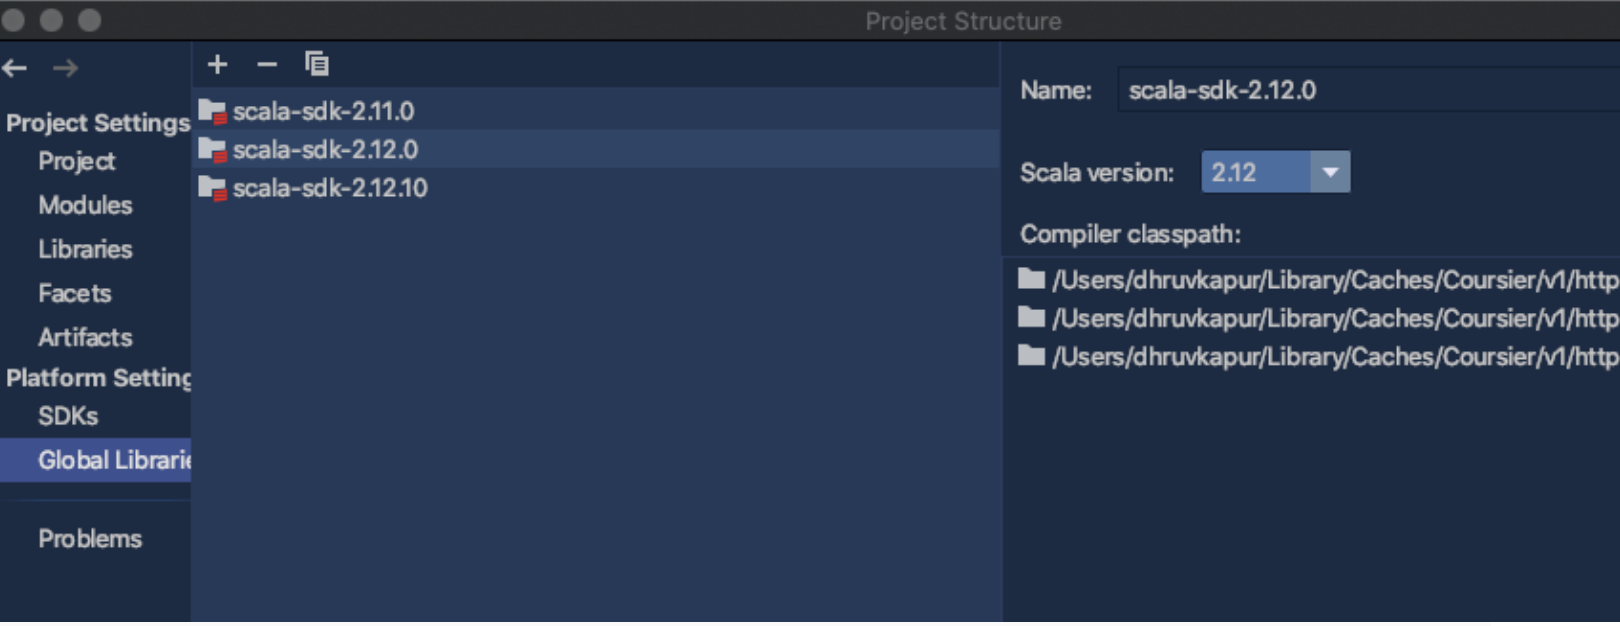 Project Structure
Project Settings
Project
Modules
Libraries
Facets
Artifacts
Platform Setting
SDKs
Global Librarie
Problems
scala-sdk-2.11.0
scala-sdk-2.12.0
scala-sdk-2.12.10
Name: scala-sdk-2.12.0
Scala version: 2.12
Compiler classpath:
/Users/dhruvkapur/Library/Caches/Coursier/v1/http
/Users/dhruvkapur/Library/Caches/Coursier/v1/http
/Users/dhruvkapur/Library/Caches/Coursier/v1/http